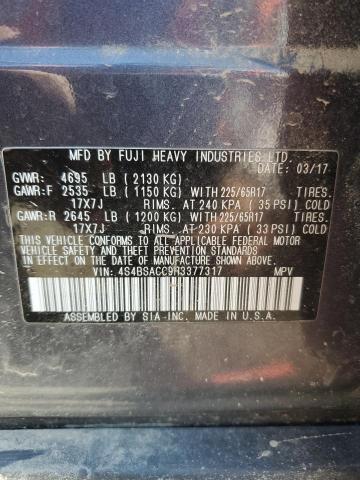 MFD BY FUJI HEAVY INDUSTRIES LTD.
DATE: 03/17
GVWR: 4695 LB (2130 KG)
GAWR:F 2535 LB (1150 KG) WITH 225/65R17 TIRES.
17X7J RIMS. AT 240 KPA (35 PSI) COLD
GAWR:R 2645 LB (1200 KG) WITH 225/65R17 TIRES.
17X7J RIMS. AT 230 KPA (33 PSI) COLD
THIS VEHICLE CONFORMS TO ALL APPLICABLE FEDERAL MOTOR
VEHICLE SAFETY AND BUMPER STANDARDS
IN EFFECT ON THE DATE OF MANUFACTURE SHOWN ABOVE.
VIN: 4S4BSACC9H3377317 MPV
ASSEMBLED BY SIA-INC. MADE IN U.S.A.